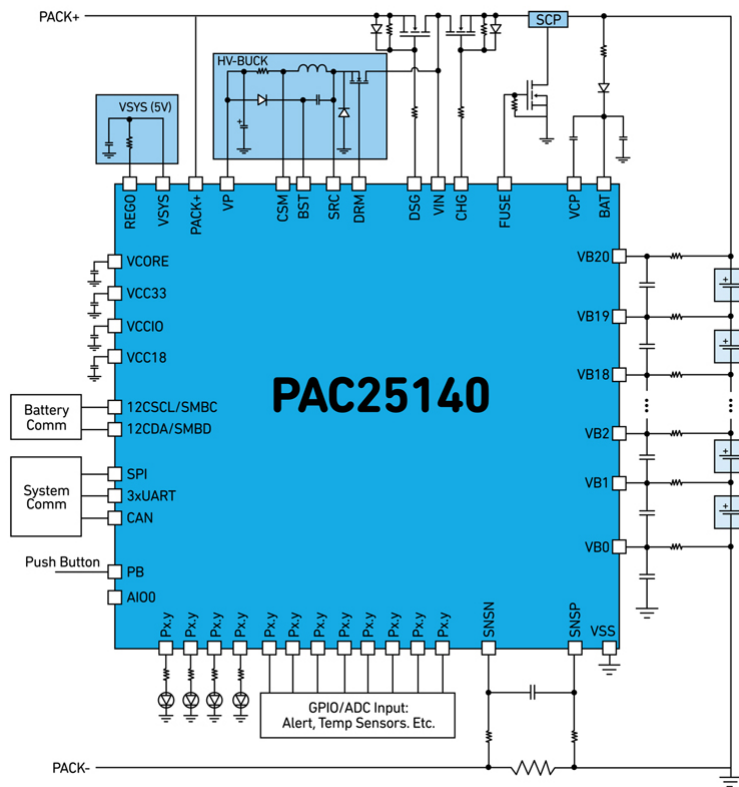 PACK+
SCP
HV-BUCK
VSYS (5V)
REGO
VSYS
PACK+
VP
CSM
BST
SRC
DRM
DSG
VIN
CHG
FUSE
VCP
BAT
VCORE
VCC33
VCCIO
VCC18
Battery
Comm
12CSCL/SMBC
12CDA/SMBD
System
Comm
SPI
3xUART
CAN
Push Button
PB
AIO0
PAC25140
VB20
VB19
VB18
VB2
VB1
VB0
Px.y
Px.y
Px.y
Px.y
Px.y
Px.y
Px.y
Px.y
Px.y
Px.y
Px.y
Px.y
SNSN
SNSP
VSS
GPIO/ADC Input:
Alert, Temp Sensors. Etc.
PACK-